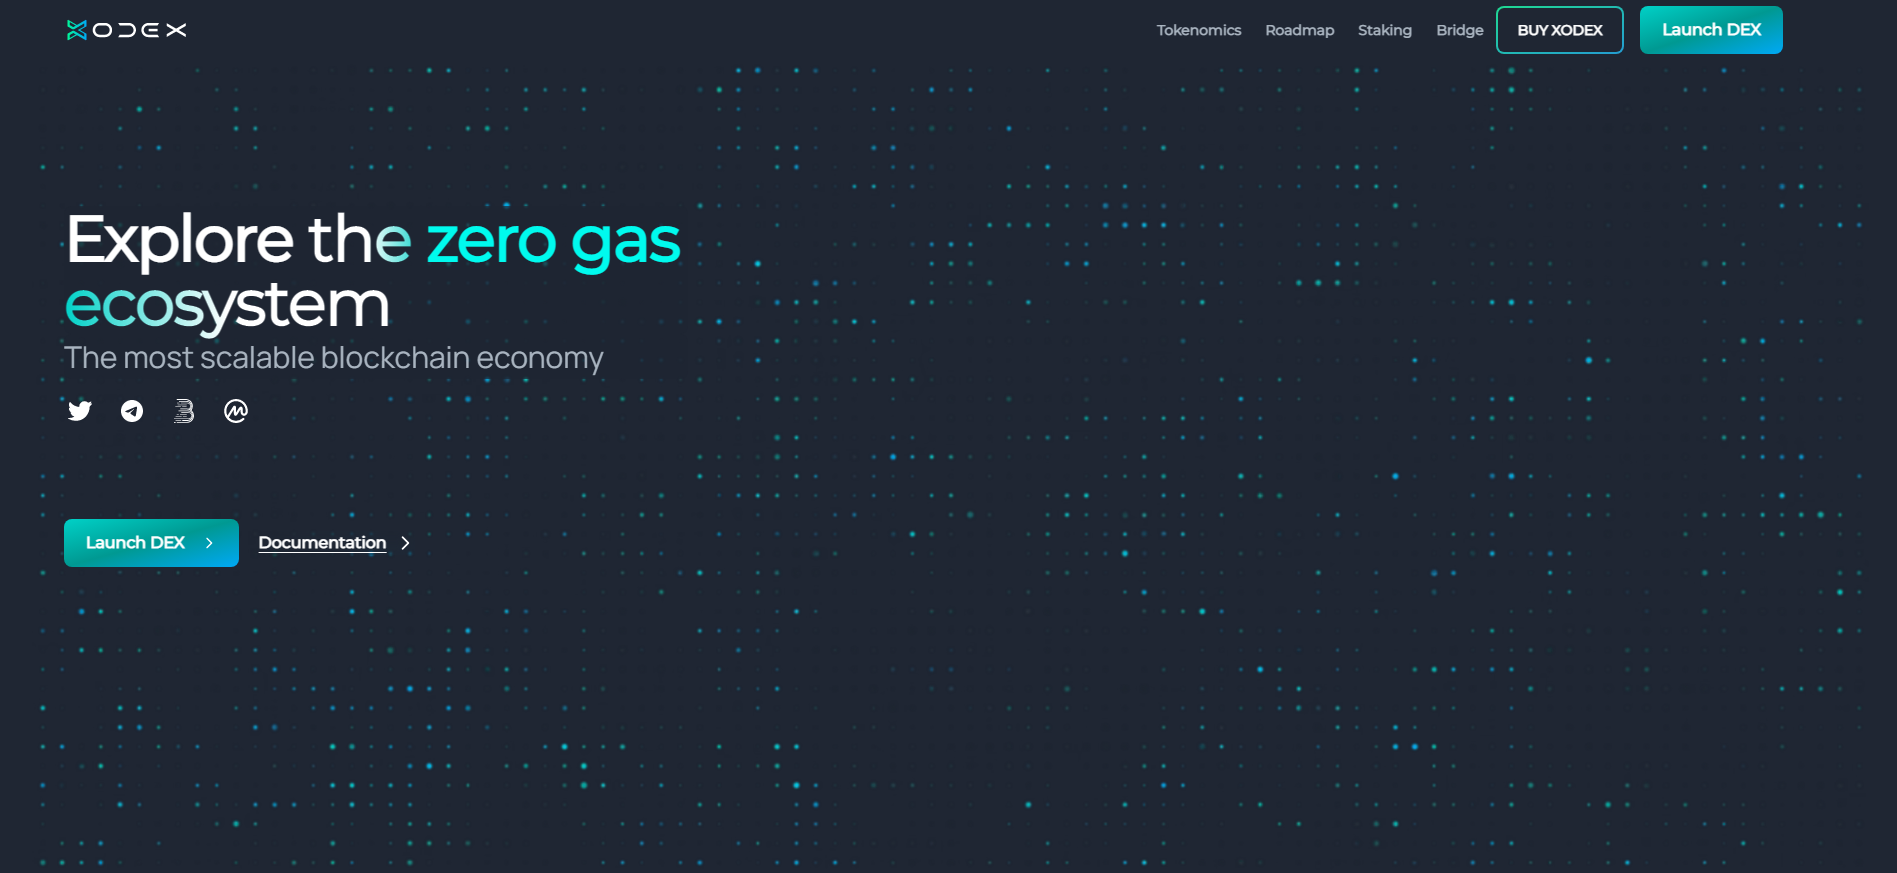 XODEX
Tokenomics
Roadmap
Staking
Bridge
BUY XODEX
Launch DEX
Explore the zero gas
ecosystem
The most scalable blockchain economy
Launch DEX
Documentation